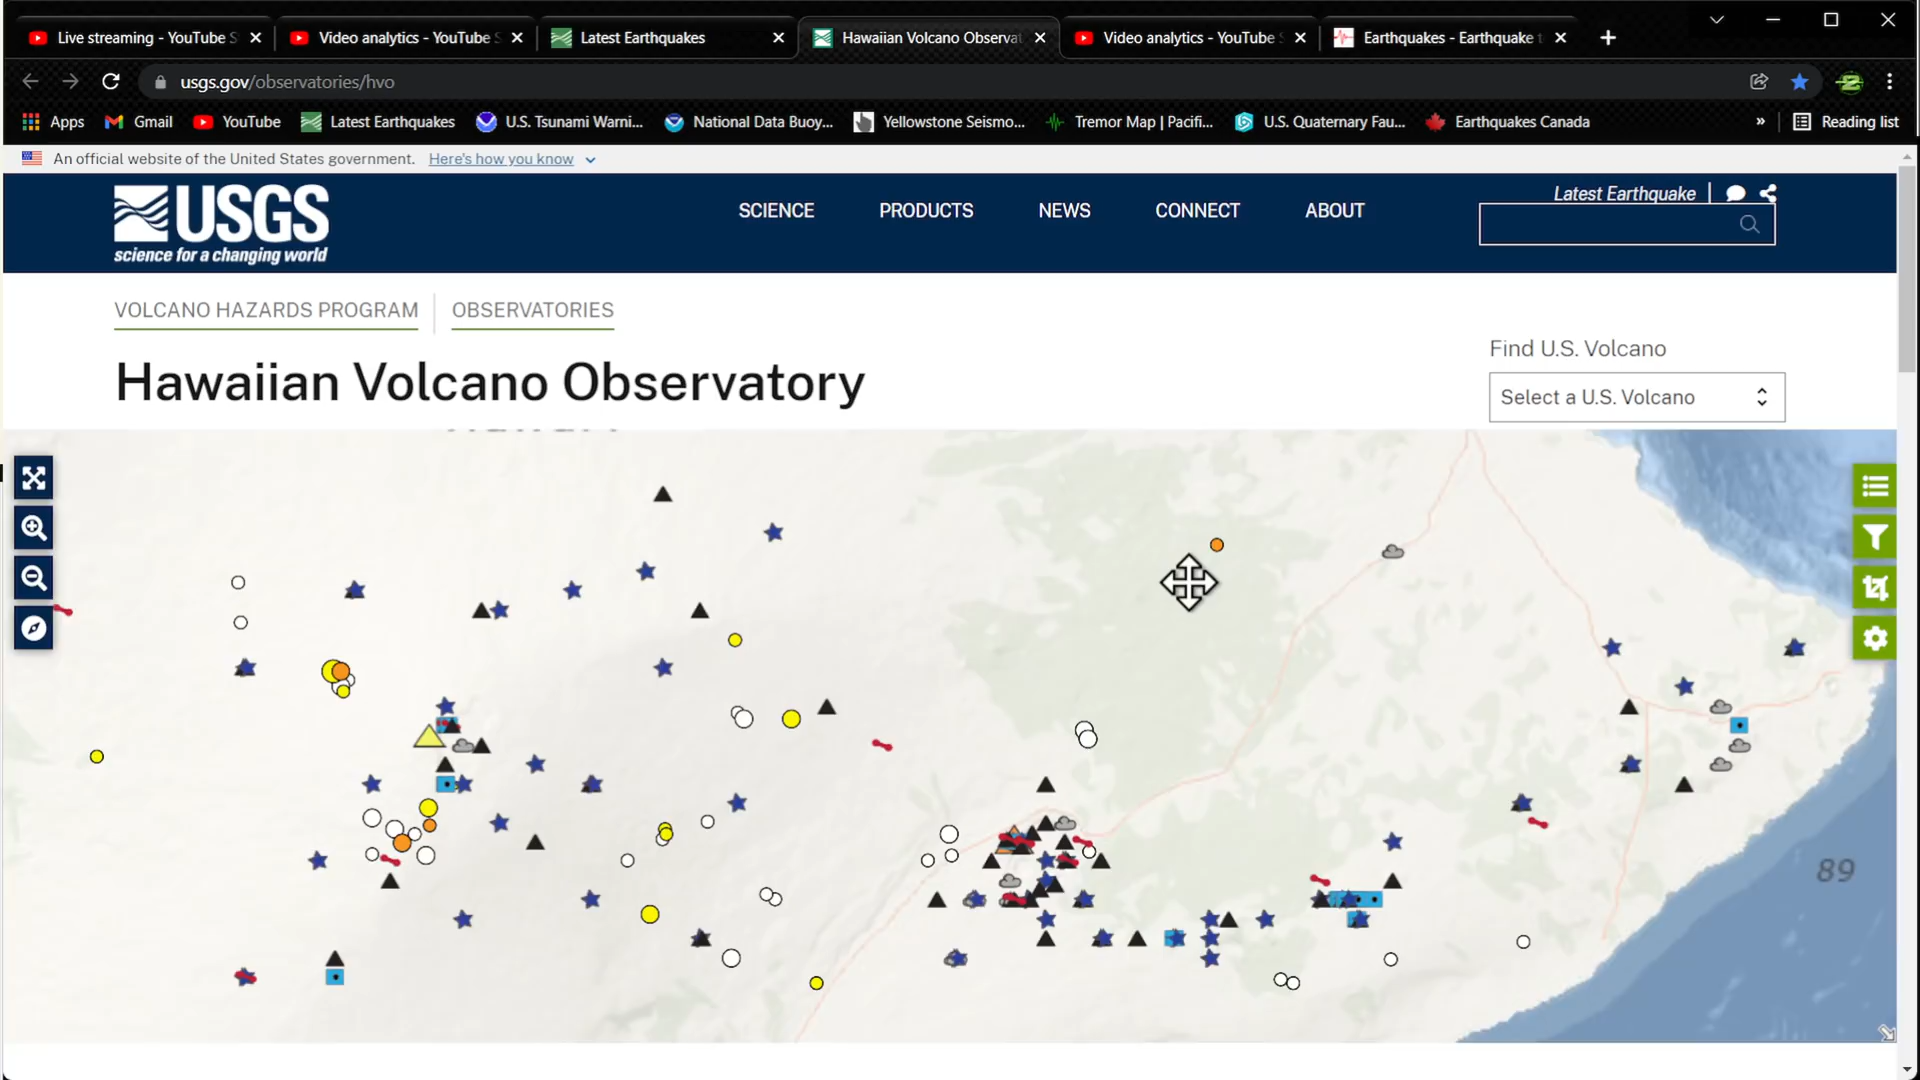 Live streaming - YouTube S
Video analytics - YouTube S
Latest Earthquakes
Hawaiian Volcano Observat
Video analytics - YouTube S
Earthquakes - Earthquake t
usgs.gov/observatories/hvo
Apps
Gmail
YouTube
Latest Earthquakes
U.S. Tsunami Warni...
National Data Buoy...
Yellowstone Seismo...
Tremor Map | Pacifi...
U.S. Quaternary Fau...
Earthquakes Canada
»
Reading list
An official website of the United States government. Here's how you know
USGS
science for a changing world
SCIENCE
PRODUCTS
NEWS
CONNECT
ABOUT
Latest Earthquake
VOLCANO HAZARDS PROGRAM
OBSERVATORIES
Hawaiian Volcano Observatory
Find U.S. Volcano
Select a U.S. Volcano
89